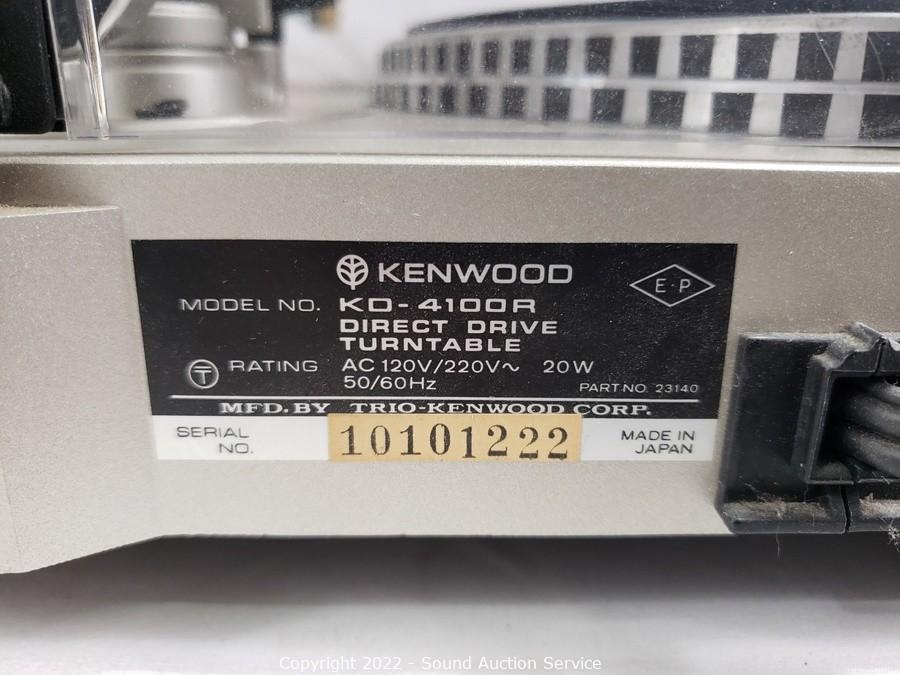 KENWOOD
E·P
MODEL NO. KD-4100R
DIRECT DRIVE
TURNTABLE
T RATING AC 120V/220V~ 20W
50/60Hz
PART NO. 23140
MFD. BY TRIO-KENWOOD CORP.
SERIAL NO. 10101222
MADE IN JAPAN
Copyright 2022 - Sound Auction Service